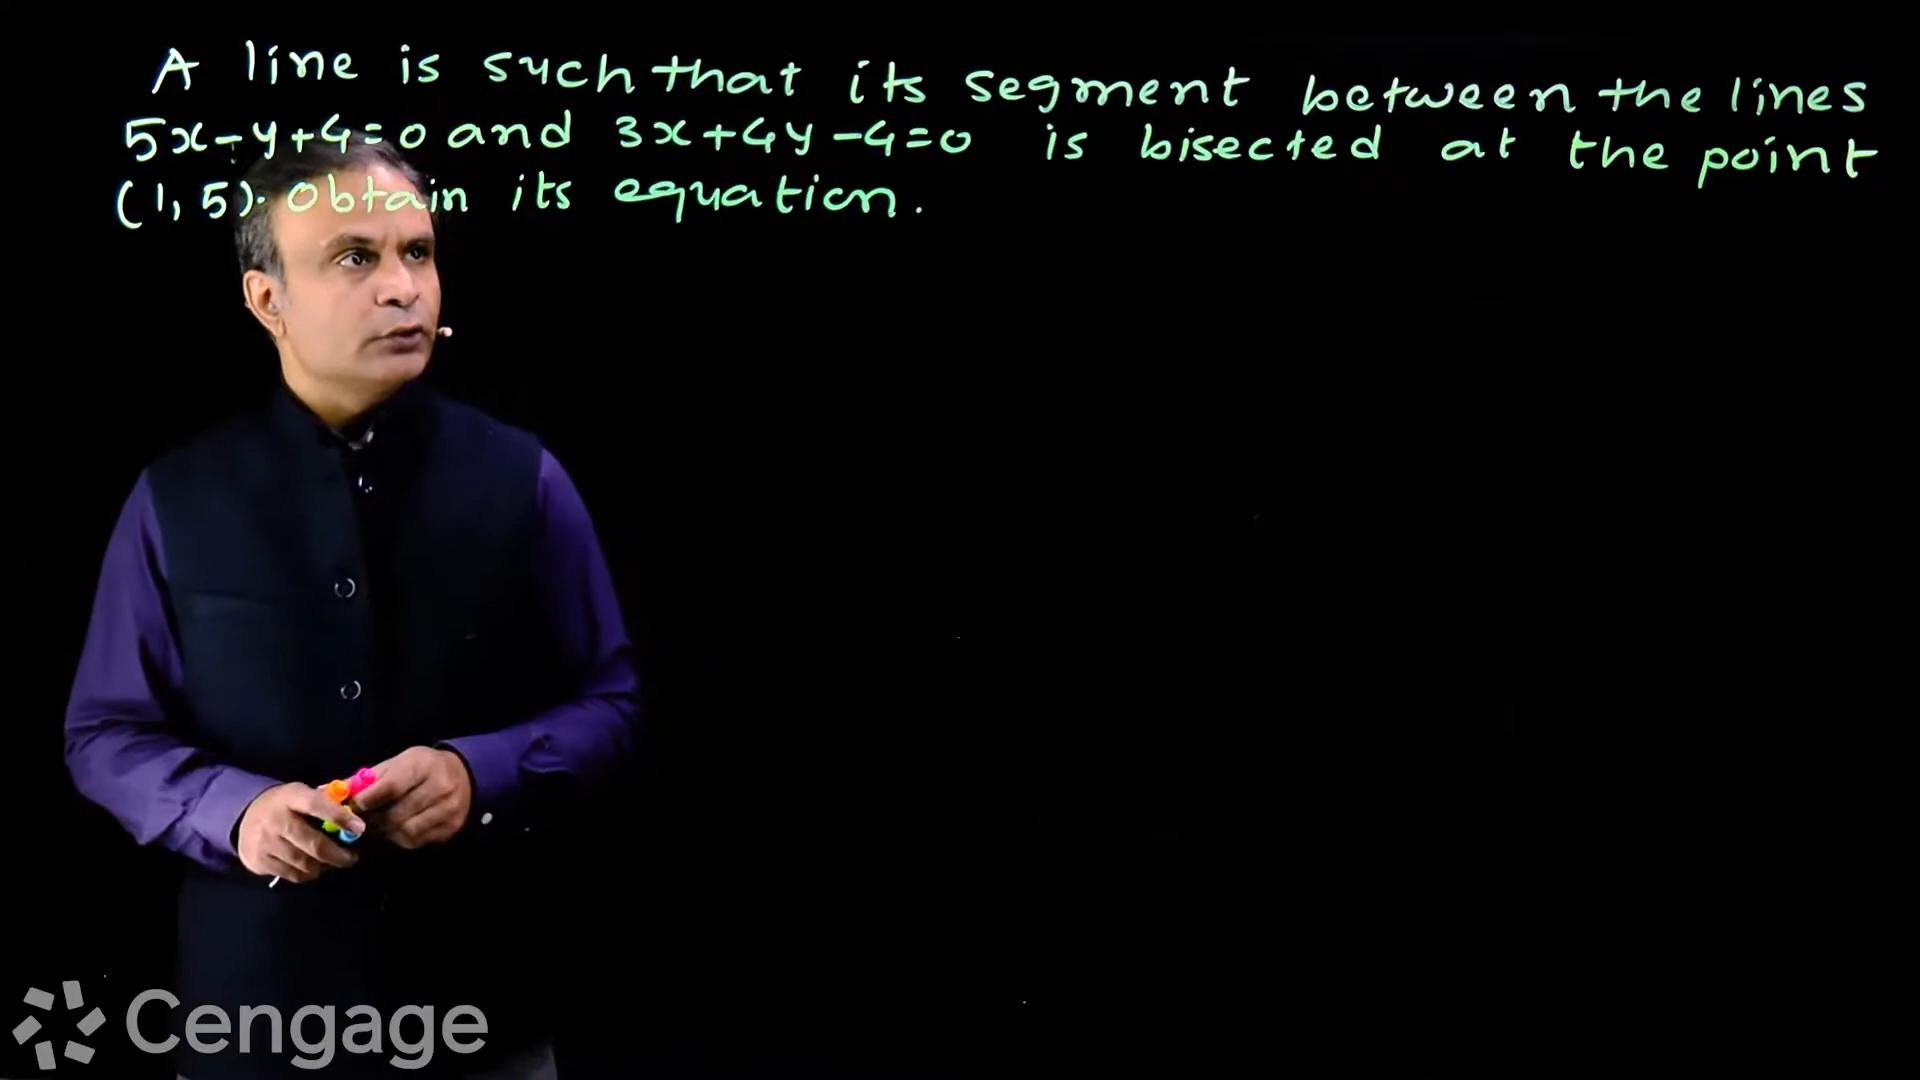 A line is such that its segment between the lines
5x-y+4=0 and 3x+4y-4=0 is bisected at the point
(1,5). Obtain its equation.
Cengage